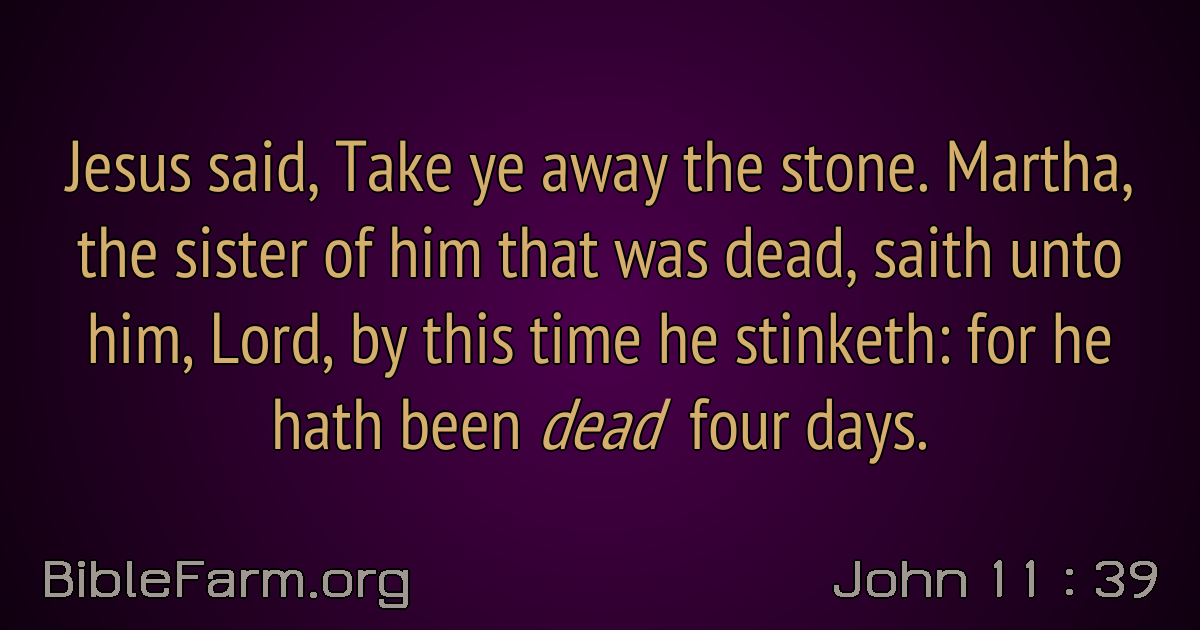 Jesus said, Take ye away the stone. Martha,
the sister of him that was dead, saith unto
him, Lord, by this time he stinketh: for he
hath been dead four days.
BibleFarm.org
John 11 : 39